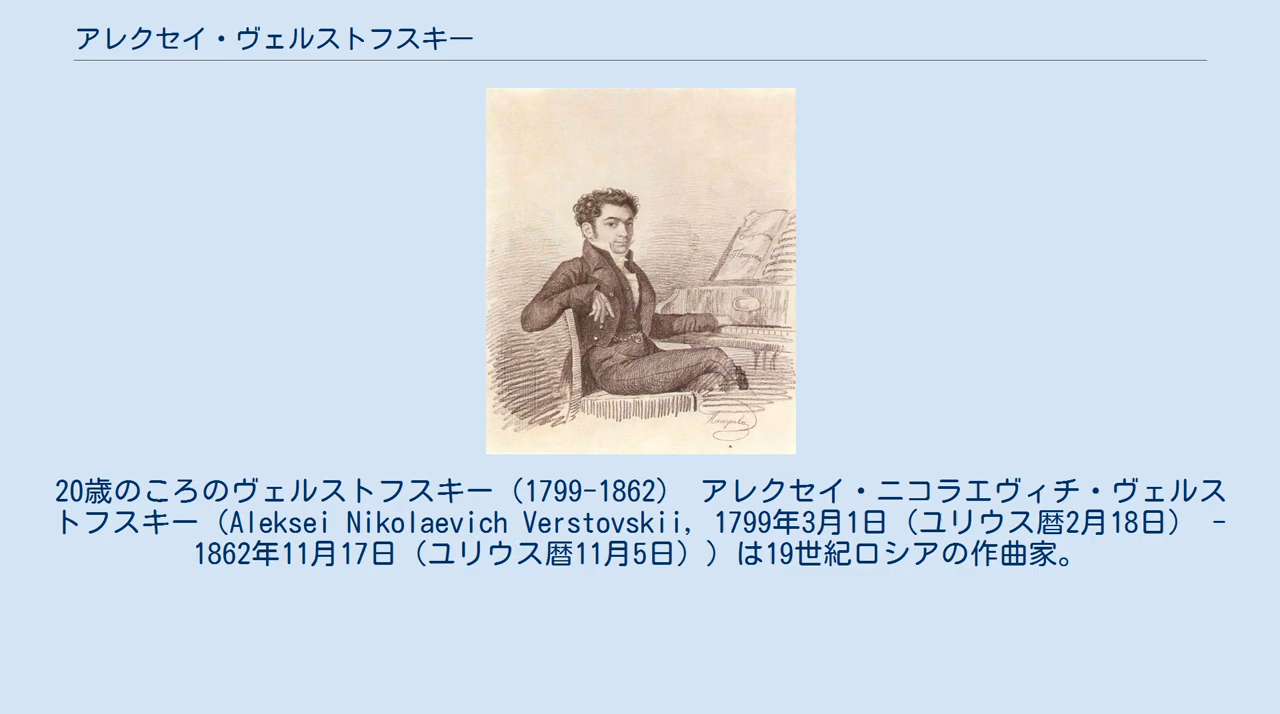 アレクセイ・ヴェルストフスキー
20歳のころのヴェルストフスキー（1799-1862） アレクセイ・ニコラエヴィチ・ヴェルス
トフスキー（Aleksei Nikolaevich Verstovskii, 1799年3月1日（ユリウス暦2月18日） -
1862年11月17日（ユリウス暦11月5日））は19世紀ロシアの作曲家。